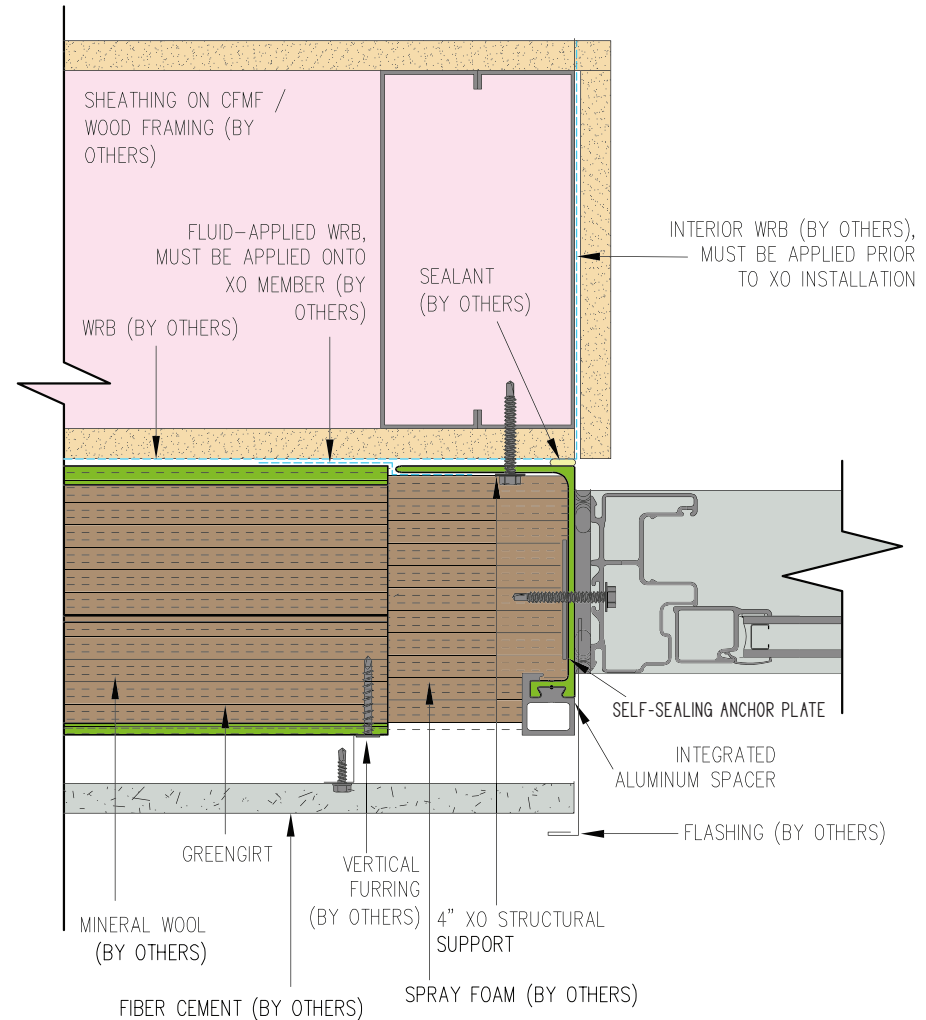 SHEATHING ON CFMF /
WOOD FRAMING (BY
OTHERS)
FLUID-APPLIED WRB,
MUST BE APPLIED ONTO
XO MEMBER (BY
OTHERS)
WRB (BY OTHERS)
SEALANT
(BY OTHERS)
INTERIOR WRB (BY OTHERS),
MUST BE APPLIED PRIOR
TO XO INSTALLATION
SELF-SEALING ANCHOR PLATE
INTEGRATED
ALUMINUM SPACER
FLASHING (BY OTHERS)
GREENGIRT
VERTICAL
FURRING
(BY OTHERS)
4" XO STRUCTURAL
SUPPORT
MINERAL WOOL
(BY OTHERS)
SPRAY FOAM (BY OTHERS)
FIBER CEMENT (BY OTHERS)